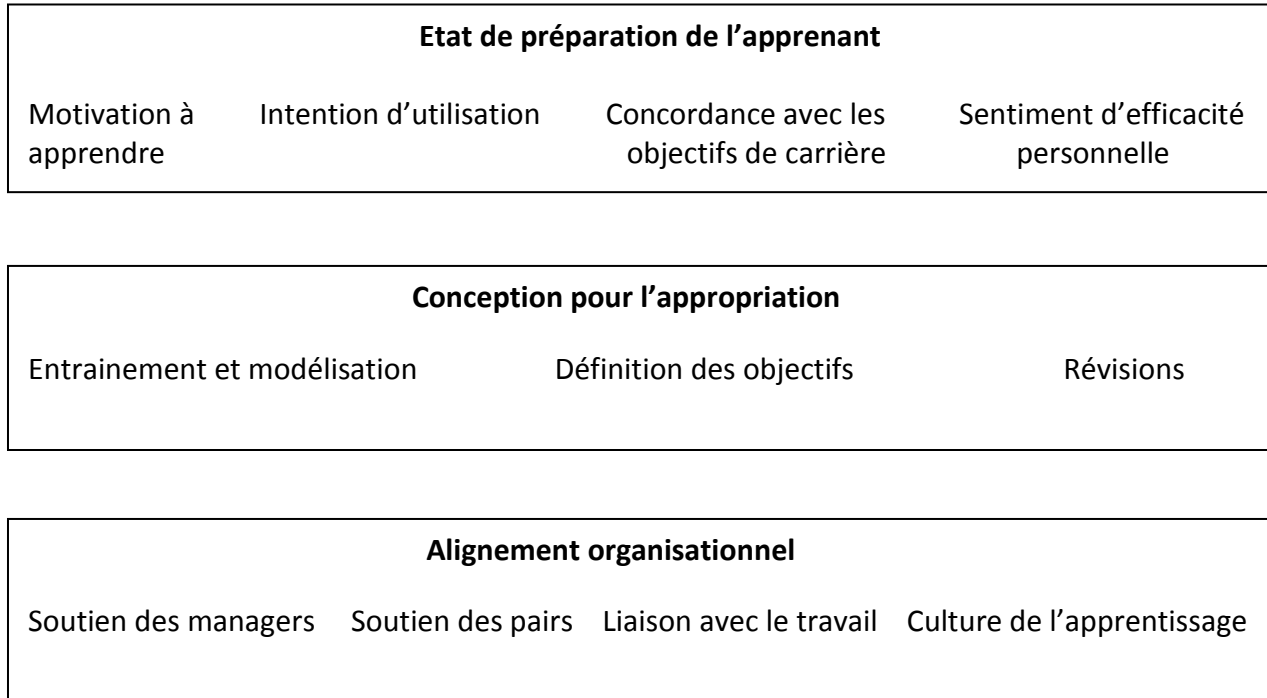 Etat de préparation de l’apprenant
Motivation à Intention d’utilisation Concordance avec les Sentiment d’efficacité
apprendre objectifs de carrière personnelle
Conception pour l’appropriation
Entrainement et modélisation Définition des objectifs Révisions
Alignement organisationnel
Soutien des managers Soutien des pairs Liaison avec le travail Culture de l’apprentissage